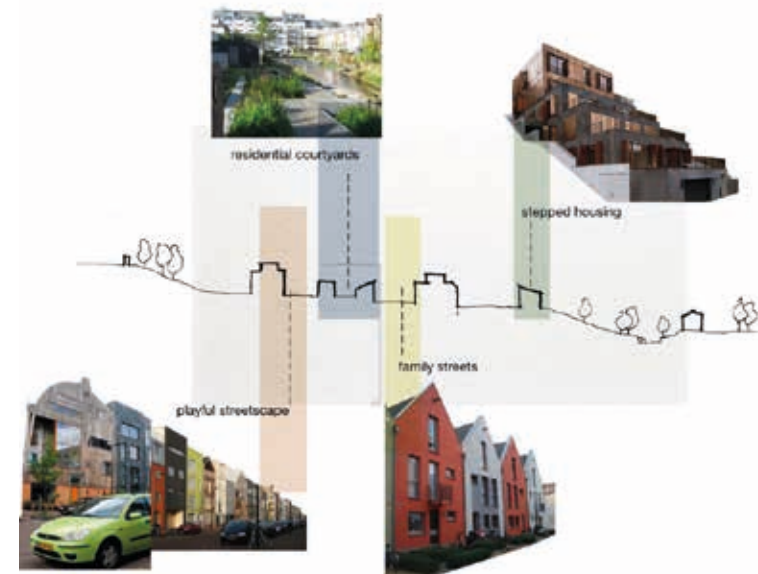 residential courtyards
stepped housing
family streets
playful streetscape